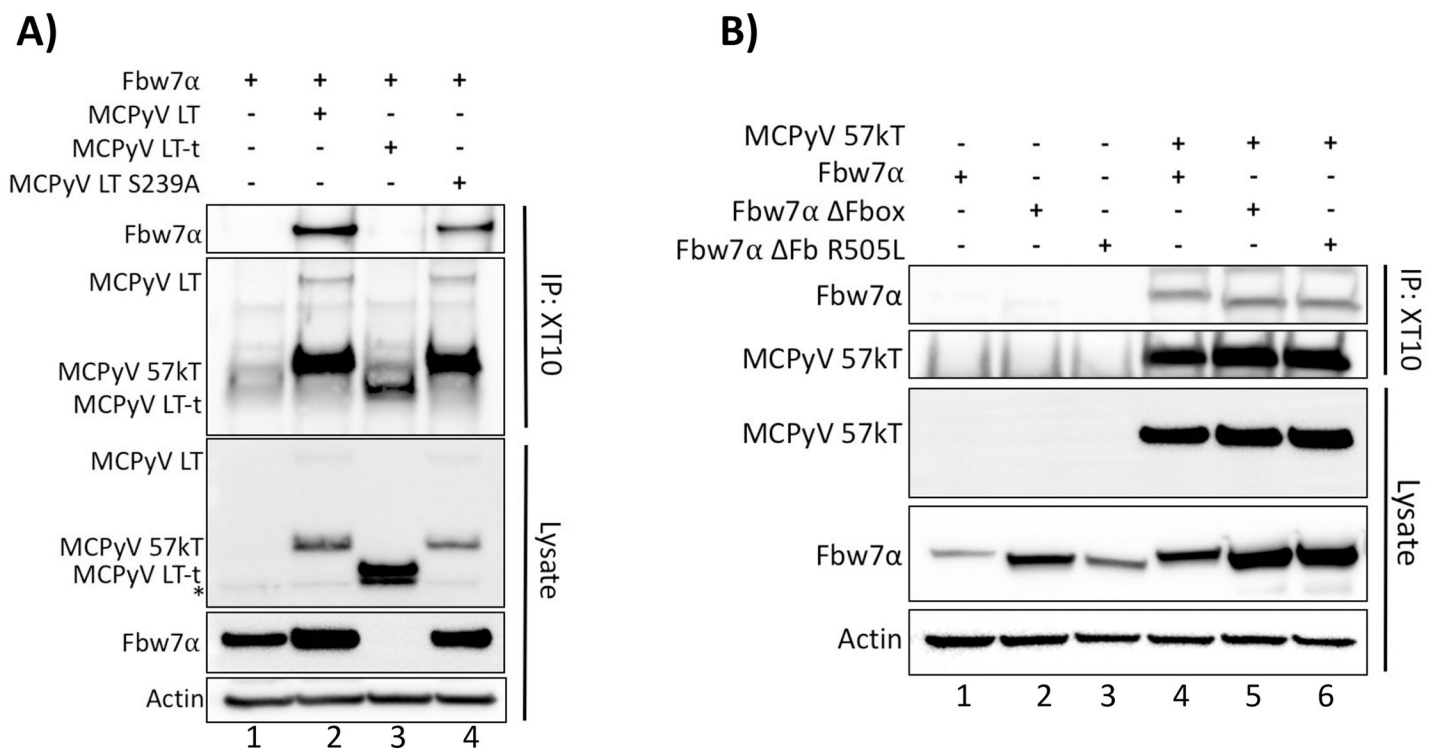 A)
Fbw7α + + + +
MCPyV LT - + - -
MCPyV LT-t - - + -
MCPyV LT S239A - - - +
Fbw7α
MCPyV LT
MCPyV 57kT
MCPyV LT-t
IP: XT10
MCPyV LT
MCPyV 57kT
MCPyV LT-t
*
Fbw7α
Actin
Lysate
1 2 3 4
B)
MCPyV 57kT - - - + + +
Fbw7α + - - + - -
Fbw7α ΔFbox - + - - + -
Fbw7α ΔFb R505L - - + - - +
Fbw7α
MCPyV 57kT
IP: XT10
MCPyV 57kT
Fbw7α
Actin
Lysate
1 2 3 4 5 6